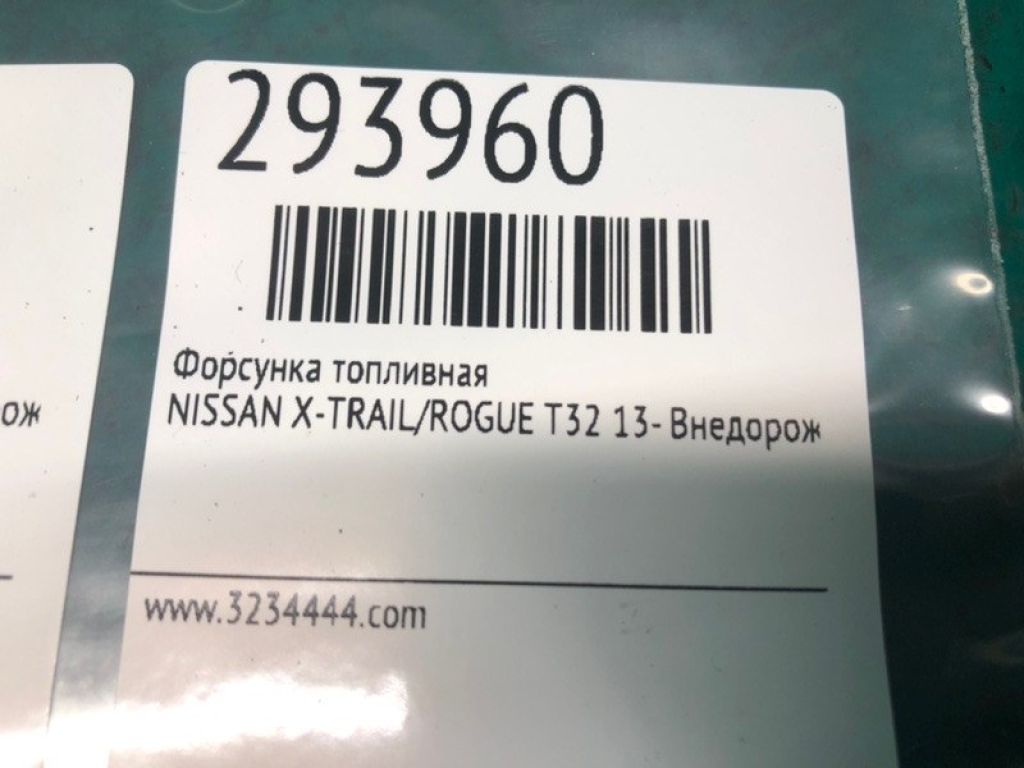 293960
Форсунка топливная
NISSAN X-TRAIL/ROGUE T32 13- Внедорож
www.3234444.com
ож